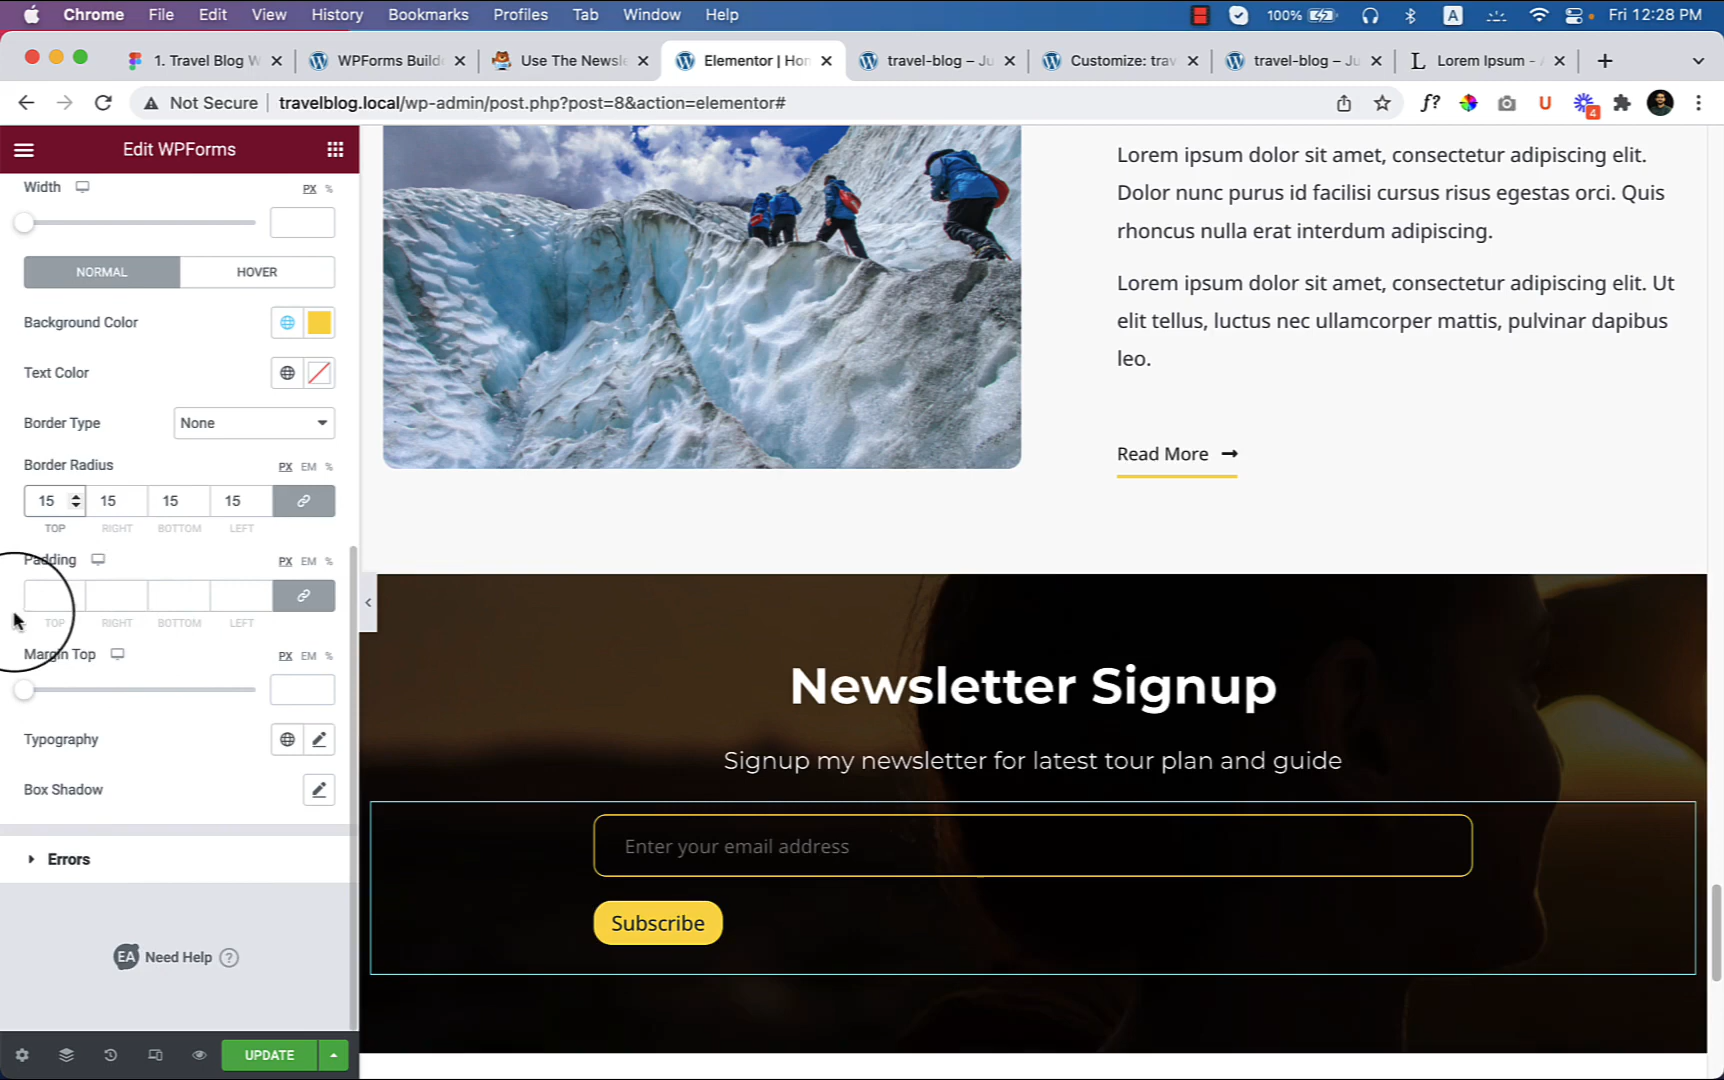 Chrome File Edit View History Bookmarks Profiles Tab Window Help 100% A Fri 12:28 PM
1. Travel Blog W
WPForms Builde
Use The Newsle
Elementor | Hom
travel-blog – Ju
Customize: trav
travel-blog – Ju
Lorem Ipsum - A
Not Secure travelblog.local/wp-admin/post.php?post=8&action=elementor# f? U 4
Edit WPForms
Width PX %
NORMAL HOVER
Background Color
Text Color
Border Type None
Border Radius PX EM %
15 15 15 15
TOP RIGHT BOTTOM LEFT
Padding PX EM %
TOP RIGHT BOTTOM LEFT
Margin Top PX EM %
Typography
Box Shadow
Errors
EA Need Help ?
UPDATE
Lorem ipsum dolor sit amet, consectetur adipiscing elit.
Dolor nunc purus id facilisi cursus risus egestas orci. Quis
rhoncus nulla erat interdum adipiscing.
Lorem ipsum dolor sit amet, consectetur adipiscing elit. Ut
elit tellus, luctus nec ullamcorper mattis, pulvinar dapibus
leo.
Read More →
Newsletter Signup
Signup my newsletter for latest tour plan and guide
Enter your email address
Subscribe